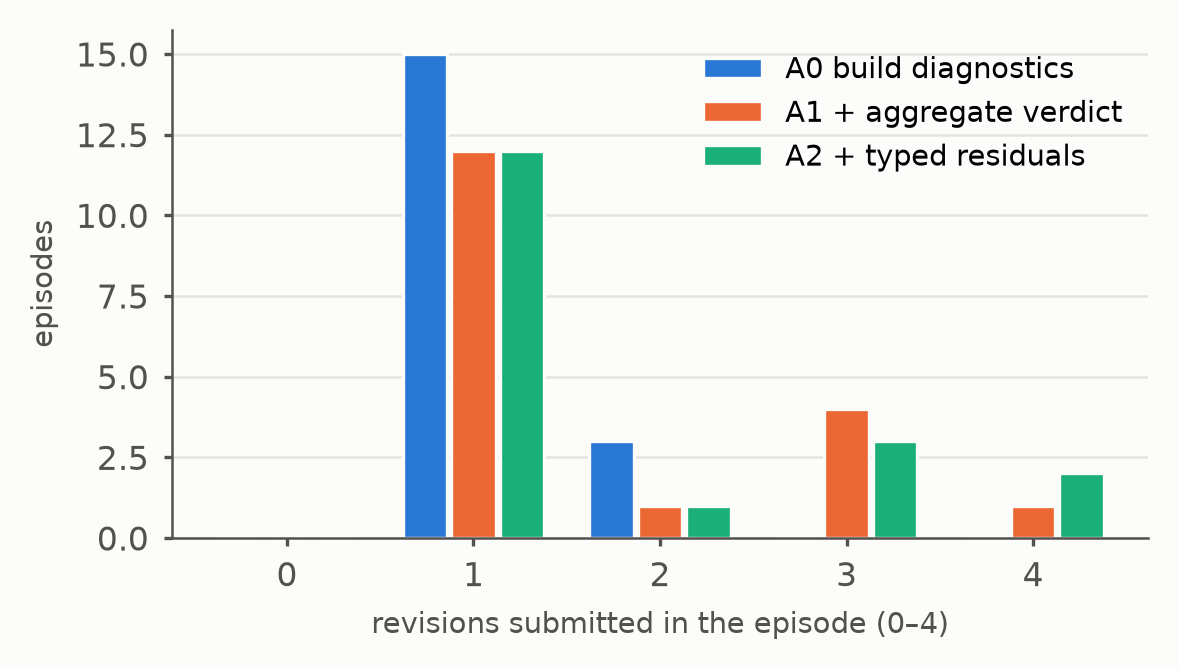 15.0
12.5
10.0
7.5
5.0
2.5
0.0
episodes
A0 build diagnostics
A1 + aggregate verdict
A2 + typed residuals
0 1 2 3 4
revisions submitted in the episode (0–4)